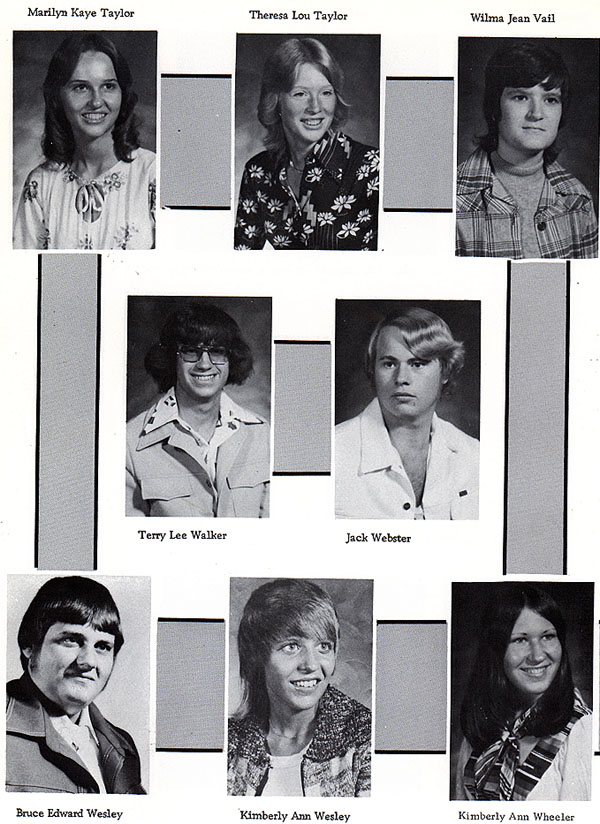 Marilyn Kaye Taylor
Theresa Lou Taylor
Wilma Jean Vail
Terry Lee Walker
Jack Webster
Bruce Edward Wesley
Kimberly Ann Wesley
Kimberly Ann Wheeler